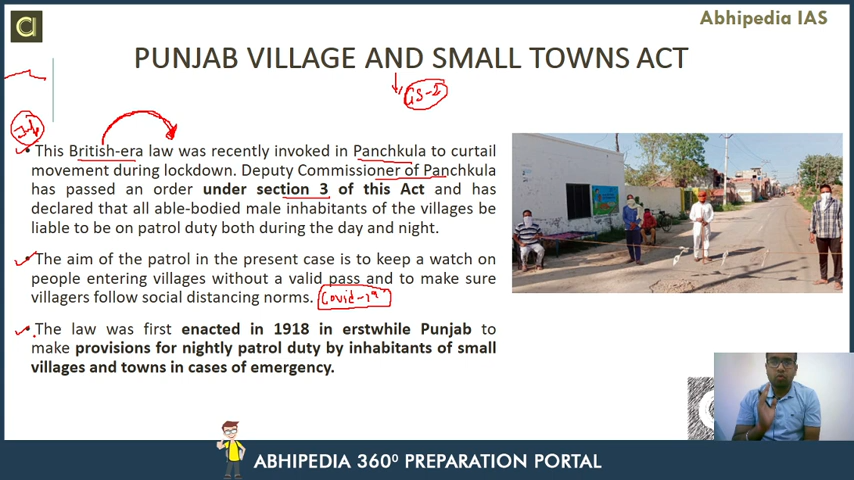 Abhipedia IAS
PUNJAB VILLAGE AND SMALL TOWNS ACT
GS-2
• This British-era law was recently invoked in Panchkula to curtail
movement during lockdown. Deputy Commissioner of Panchkula
has passed an order under section 3 of this Act and has
declared that all able-bodied male inhabitants of the villages be
liable to be on patrol duty both during the day and night.
• The aim of the patrol in the present case is to keep a watch on
people entering villages without a valid pass and to make sure
villagers follow social distancing norms. Covid-19
• The law was first enacted in 1918 in erstwhile Punjab to
make provisions for nightly patrol duty by inhabitants of small
villages and towns in cases of emergency.
ABHIPEDIA 360⁰ PREPARATION PORTAL